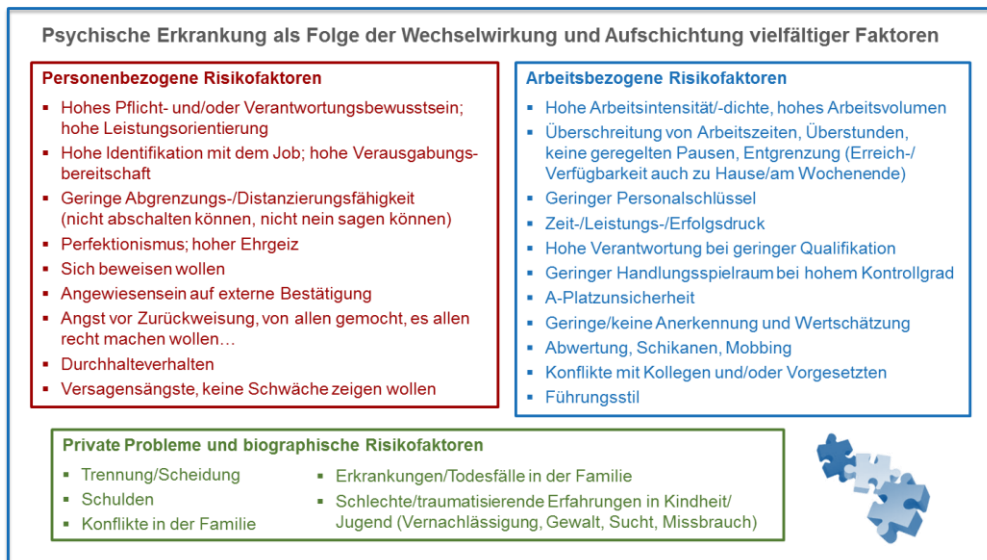 Psychische Erkrankung als Folge der Wechselwirkung und Aufschichtung vielfältiger Faktoren
Personenbezogene Risikofaktoren
▪ Hohes Pflicht- und/oder Verantwortungsbewusstsein;
hohe Leistungsorientierung
▪ Hohe Identifikation mit dem Job; hohe Verausgabungs-
bereitschaft
▪ Geringe Abgrenzungs-/Distanzierungsfähigkeit
(nicht abschalten können, nicht nein sagen können)
▪ Perfektionismus; hoher Ehrgeiz
▪ Sich beweisen wollen
▪ Angewiesensein auf externe Bestätigung
▪ Angst vor Zurückweisung, von allen gemocht, es allen
recht machen wollen…
▪ Durchhalteverhalten
▪ Versagensängste, keine Schwäche zeigen wollen
Arbeitsbezogene Risikofaktoren
▪ Hohe Arbeitsintensität/-dichte, hohes Arbeitsvolumen
▪ Überschreitung von Arbeitszeiten, Überstunden,
keine geregelten Pausen, Entgrenzung (Erreich-/
Verfügbarkeit auch zu Hause/am Wochenende)
▪ Geringer Personalschlüssel
▪ Zeit-/Leistungs-/Erfolgsdruck
▪ Hohe Verantwortung bei geringer Qualifikation
▪ Geringer Handlungsspielraum bei hohem Kontrollgrad
▪ A-Platzunsicherheit
▪ Geringe/keine Anerkennung und Wertschätzung
▪ Abwertung, Schikanen, Mobbing
▪ Konflikte mit Kollegen und/oder Vorgesetzten
▪ Führungsstil
Private Probleme und biographische Risikofaktoren
▪ Trennung/Scheidung
▪ Schulden
▪ Konflikte in der Familie
▪ Erkrankungen/Todesfälle in der Familie
▪ Schlechte/traumatisierende Erfahrungen in Kindheit/
Jugend (Vernachlässigung, Gewalt, Sucht, Missbrauch)